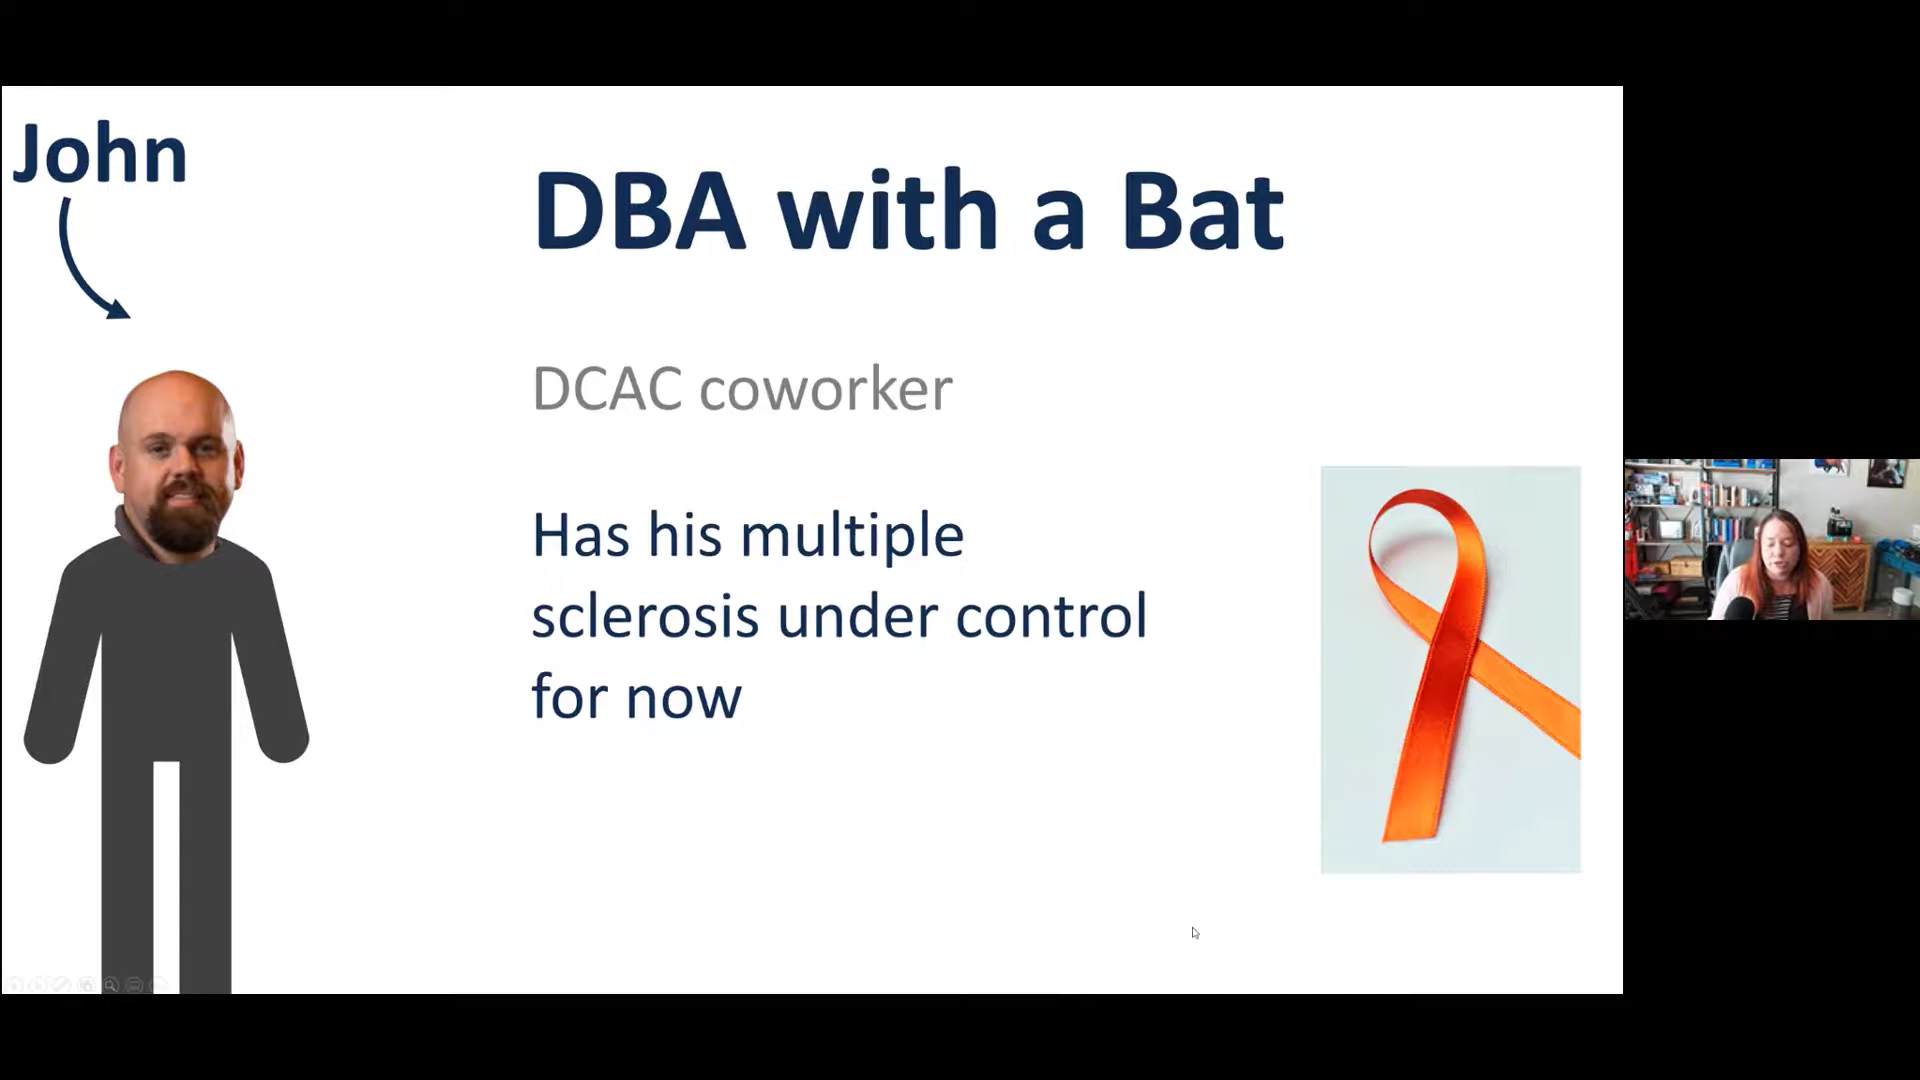 John
DBA with a Bat
DCAC coworker
Has his multiple
sclerosis under control
for now